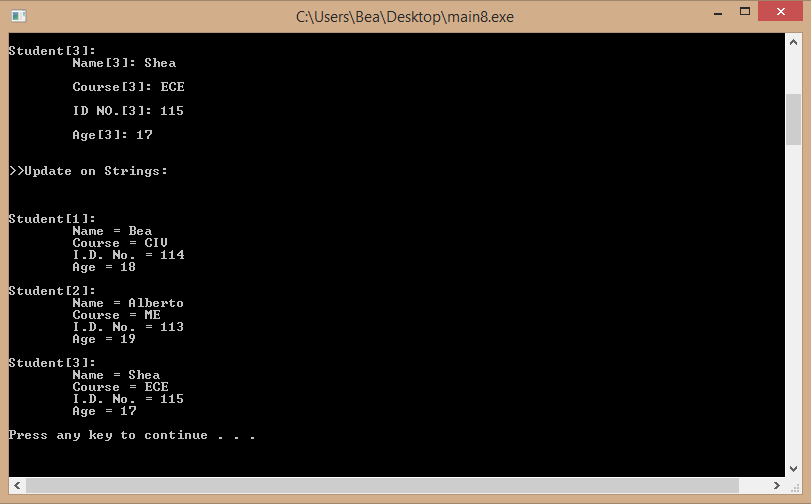 C:\Users\Bea\Desktop\main8.exe
Student[3]:
Name[3]: Shea
Course[3]: ECE
ID NO.[3]: 115
Age[3]: 17
>>Update on Strings:
Student[1]:
Name = Bea
Course = CIV
I.D. No. = 114
Age = 18
Student[2]:
Name = Alberto
Course = ME
I.D. No. = 113
Age = 19
Student[3]:
Name = Shea
Course = ECE
I.D. No. = 115
Age = 17
Press any key to continue . . .